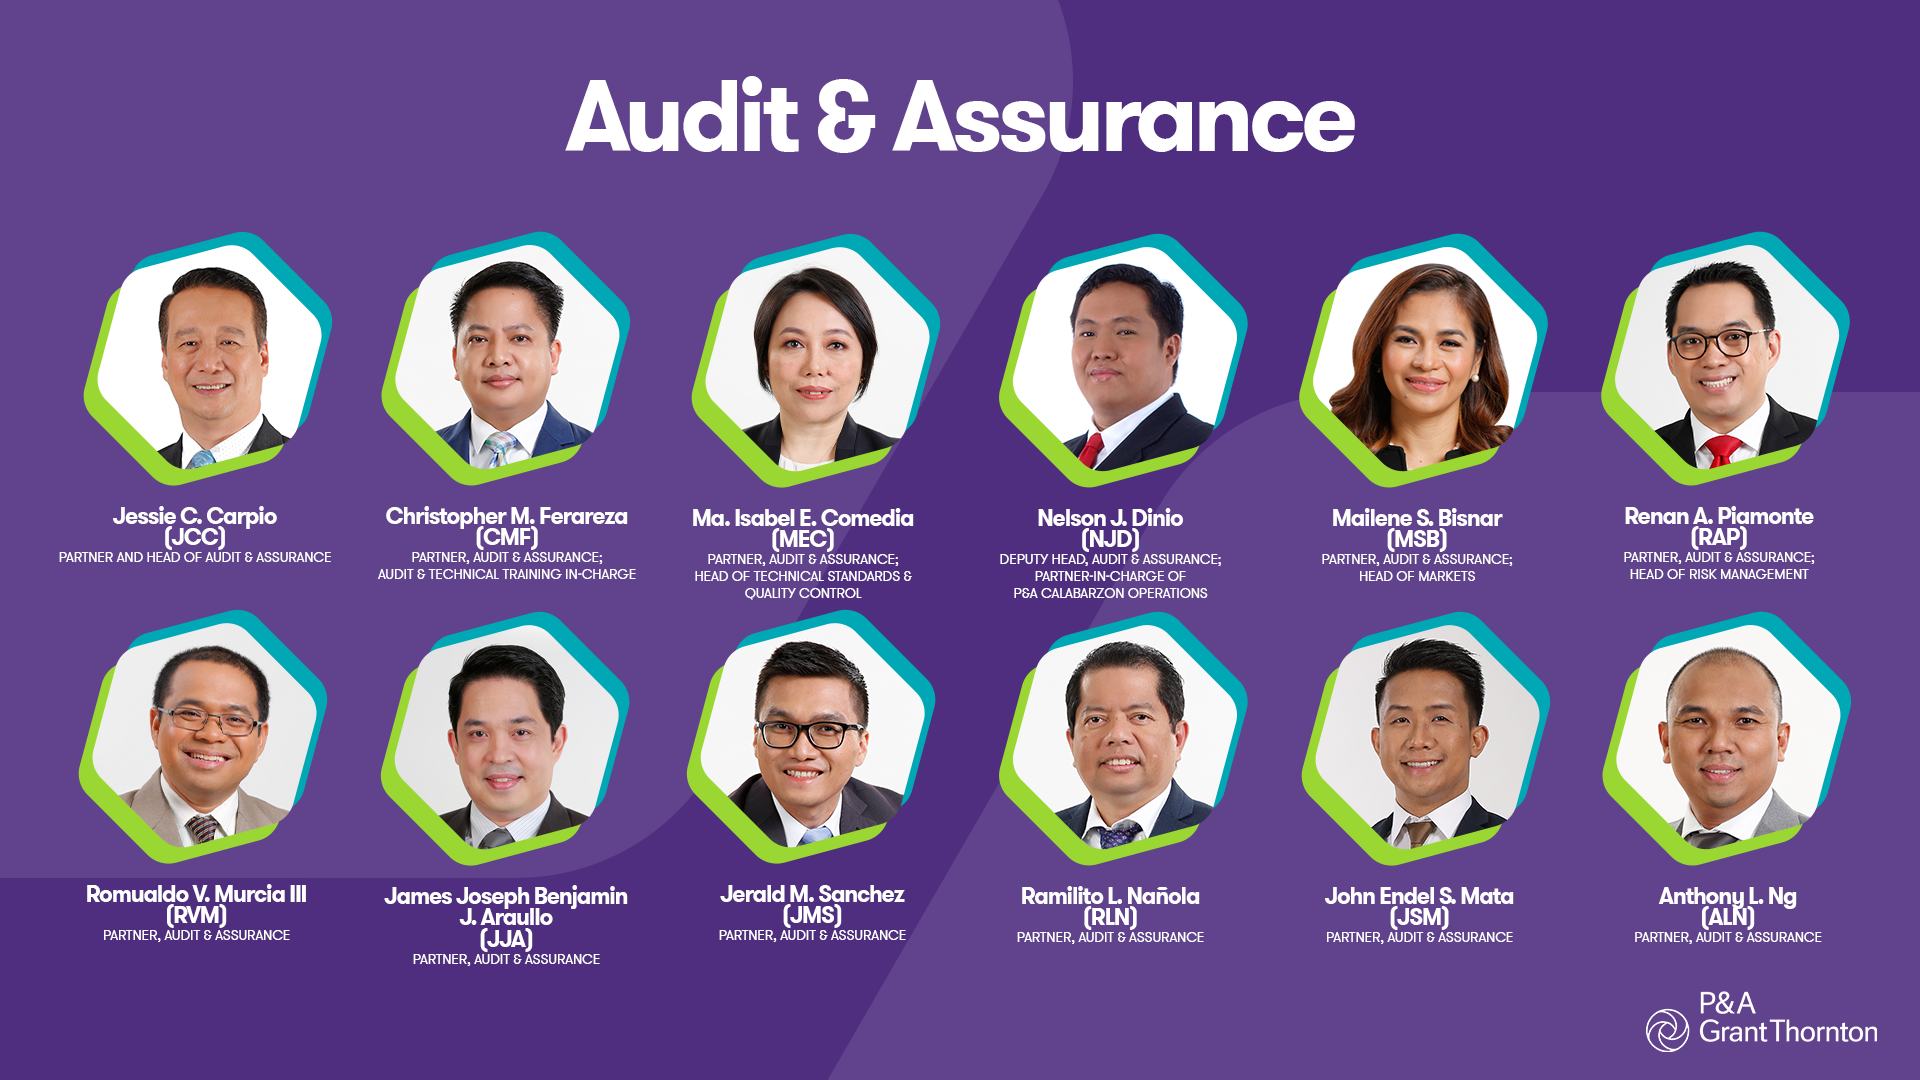 Audit & Assurance
Jessie C. Carpio
(JCC)
PARTNER AND HEAD OF AUDIT & ASSURANCE
Christopher M. Ferareza
(CMF)
PARTNER, AUDIT & ASSURANCE;
AUDIT & TECHNICAL TRAINING IN-CHARGE
Ma. Isabel E. Comedia
(MEC)
PARTNER, AUDIT & ASSURANCE;
HEAD OF TECHNICAL STANDARDS &
QUALITY CONTROL
Nelson J. Dinio
(NJD)
DEPUTY HEAD, AUDIT & ASSURANCE;
PARTNER-IN-CHARGE OF
P&A CALABARZON OPERATIONS
Mailene S. Bisnar
(MSB)
PARTNER, AUDIT & ASSURANCE;
HEAD OF MARKETS
Renan A. Piamonte
(RAP)
PARTNER, AUDIT & ASSURANCE;
HEAD OF RISK MANAGEMENT
Romualdo V. Murcia III
(RVM)
PARTNER, AUDIT & ASSURANCE
James Joseph Benjamin
J. Araullo
(JJA)
PARTNER, AUDIT & ASSURANCE
Jerald M. Sanchez
(JMS)
PARTNER, AUDIT & ASSURANCE
Ramilito L. Nañola
(RLN)
PARTNER, AUDIT & ASSURANCE
John Endel S. Mata
(JSM)
PARTNER, AUDIT & ASSURANCE
Anthony L. Ng
(ALN)
PARTNER, AUDIT & ASSURANCE
P&A
Grant Thornton